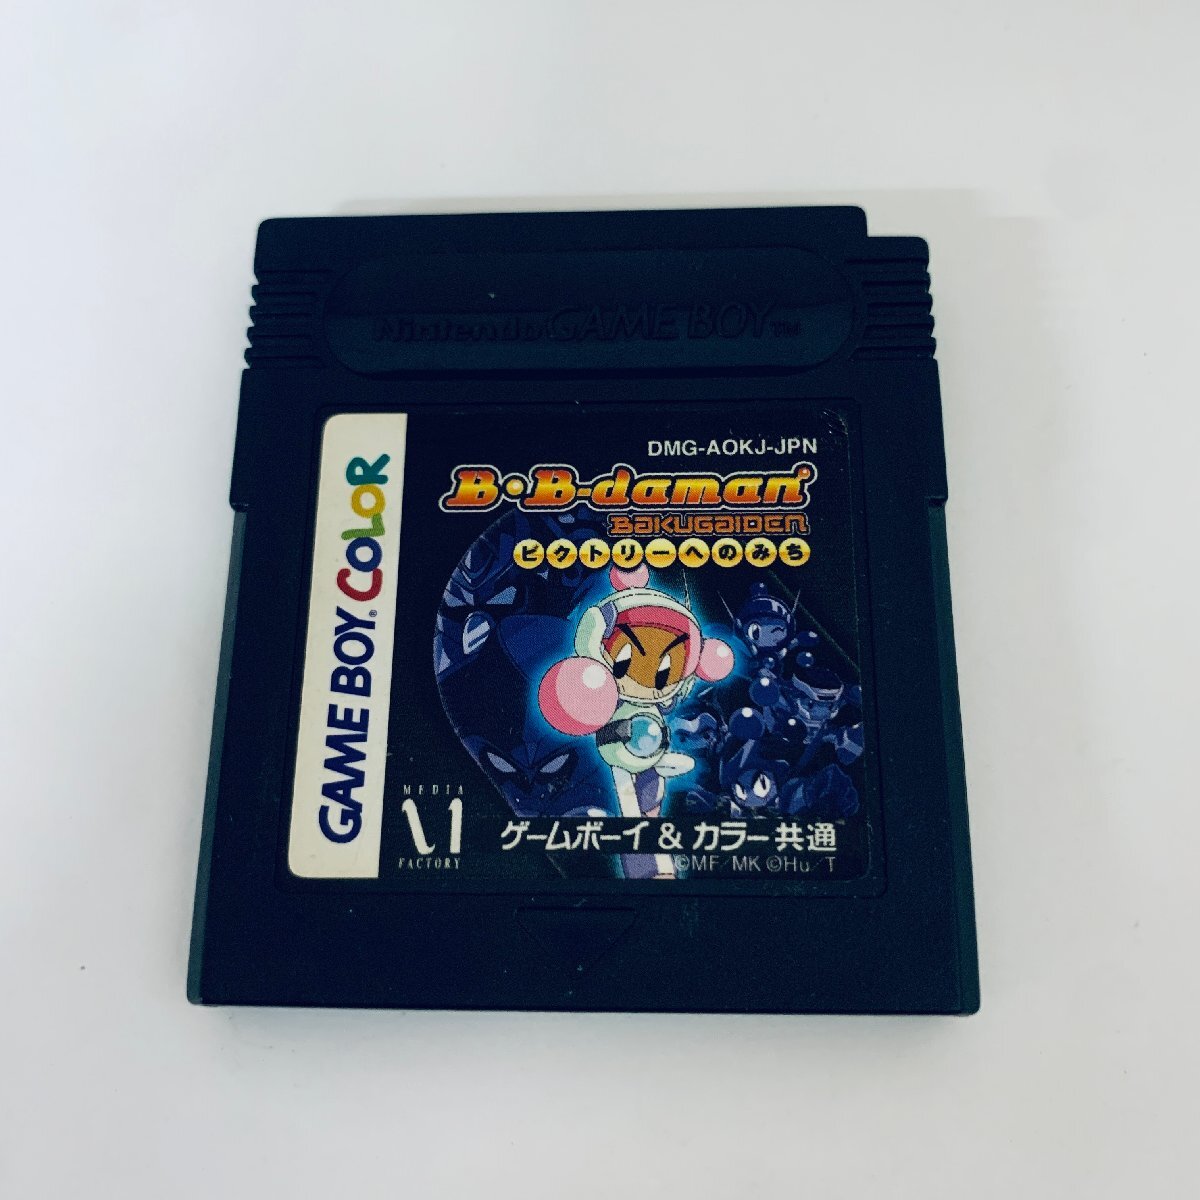 Nintendo GAME BOY™
DMG-AOKJ-JPN
B·B-daman
BAKUGAIDEN
ビクトリーへのみち
GAME BOY® COLOR
MEDIA
FACTORY
ゲームボーイ & カラー共通
©MF/MK ©Hu/T